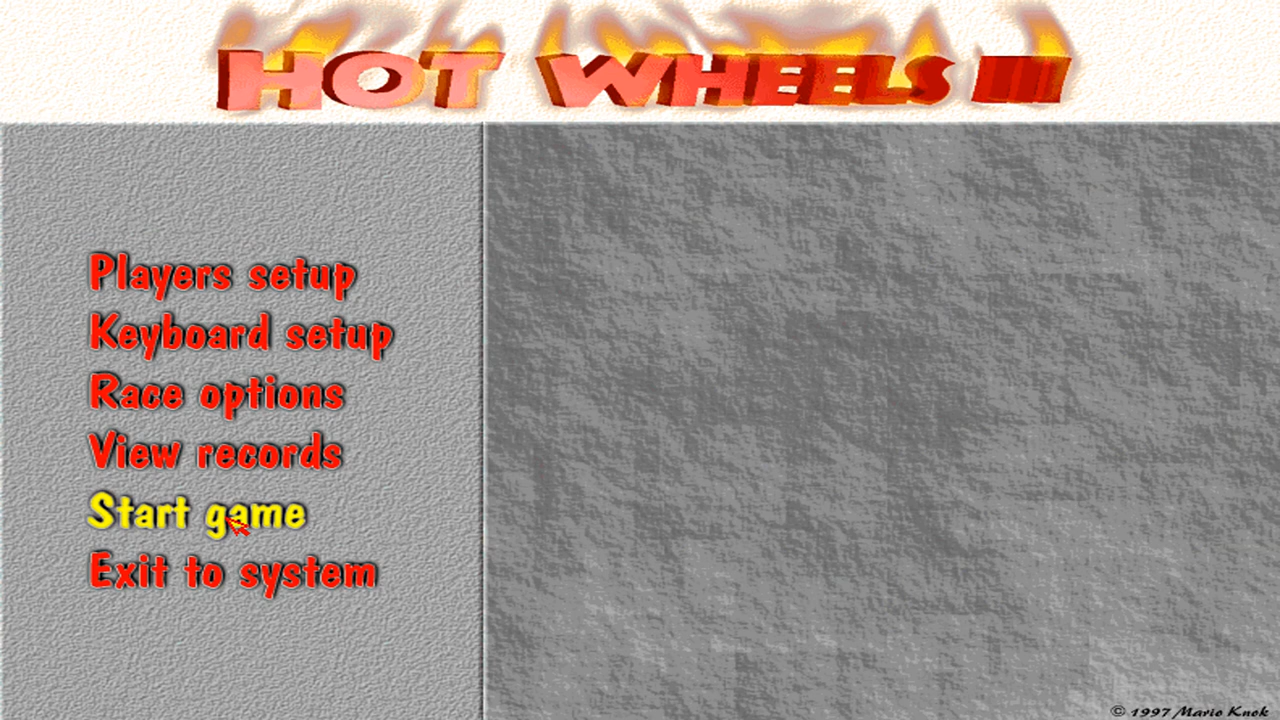 HOT WHEELS III
Players setup
Keyboard setup
Race options
View records
Start game
Exit to system
© 1997 Mario Knok